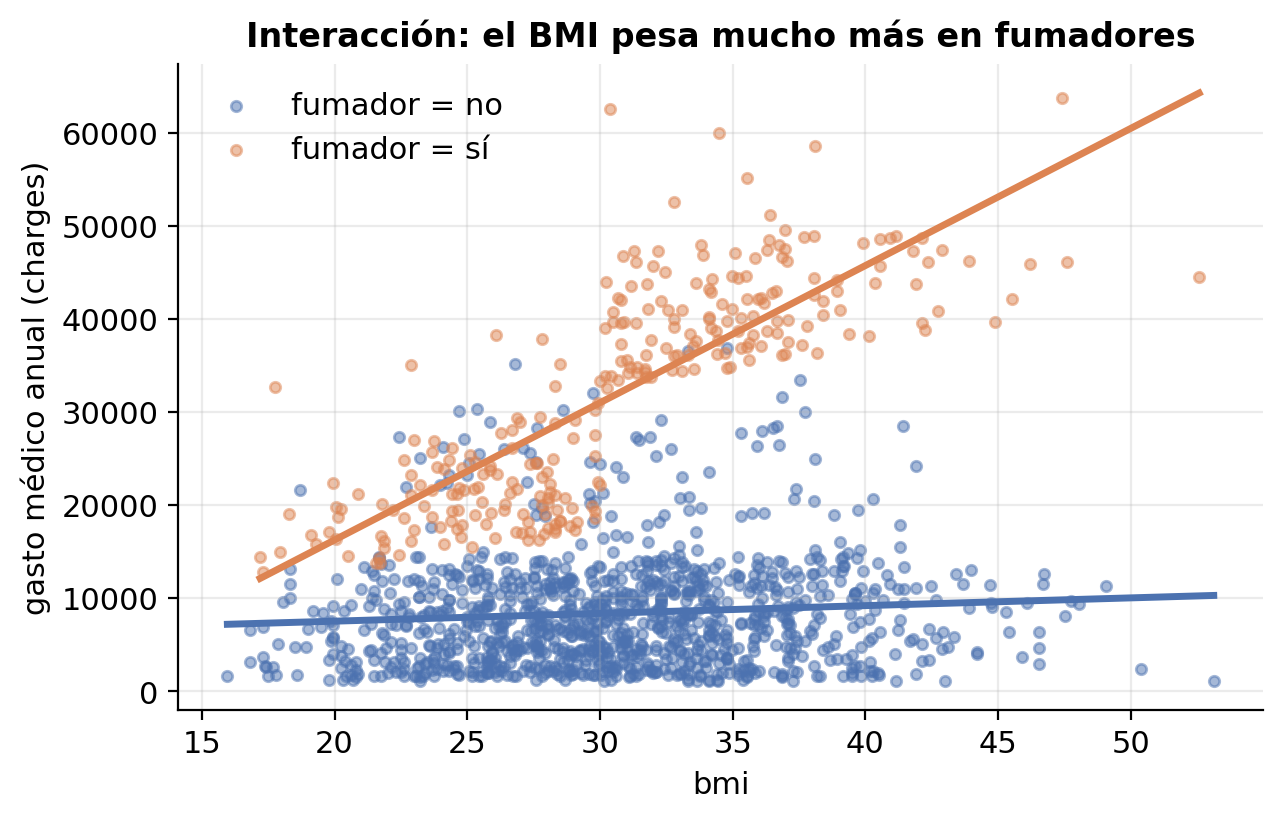 Interacción: el BMI pesa mucho más en fumadores
fumador = no
fumador = sí
gasto médico anual (charges)
60000
50000
40000
30000
20000
10000
0
15 20 25 30 35 40 45 50
bmi